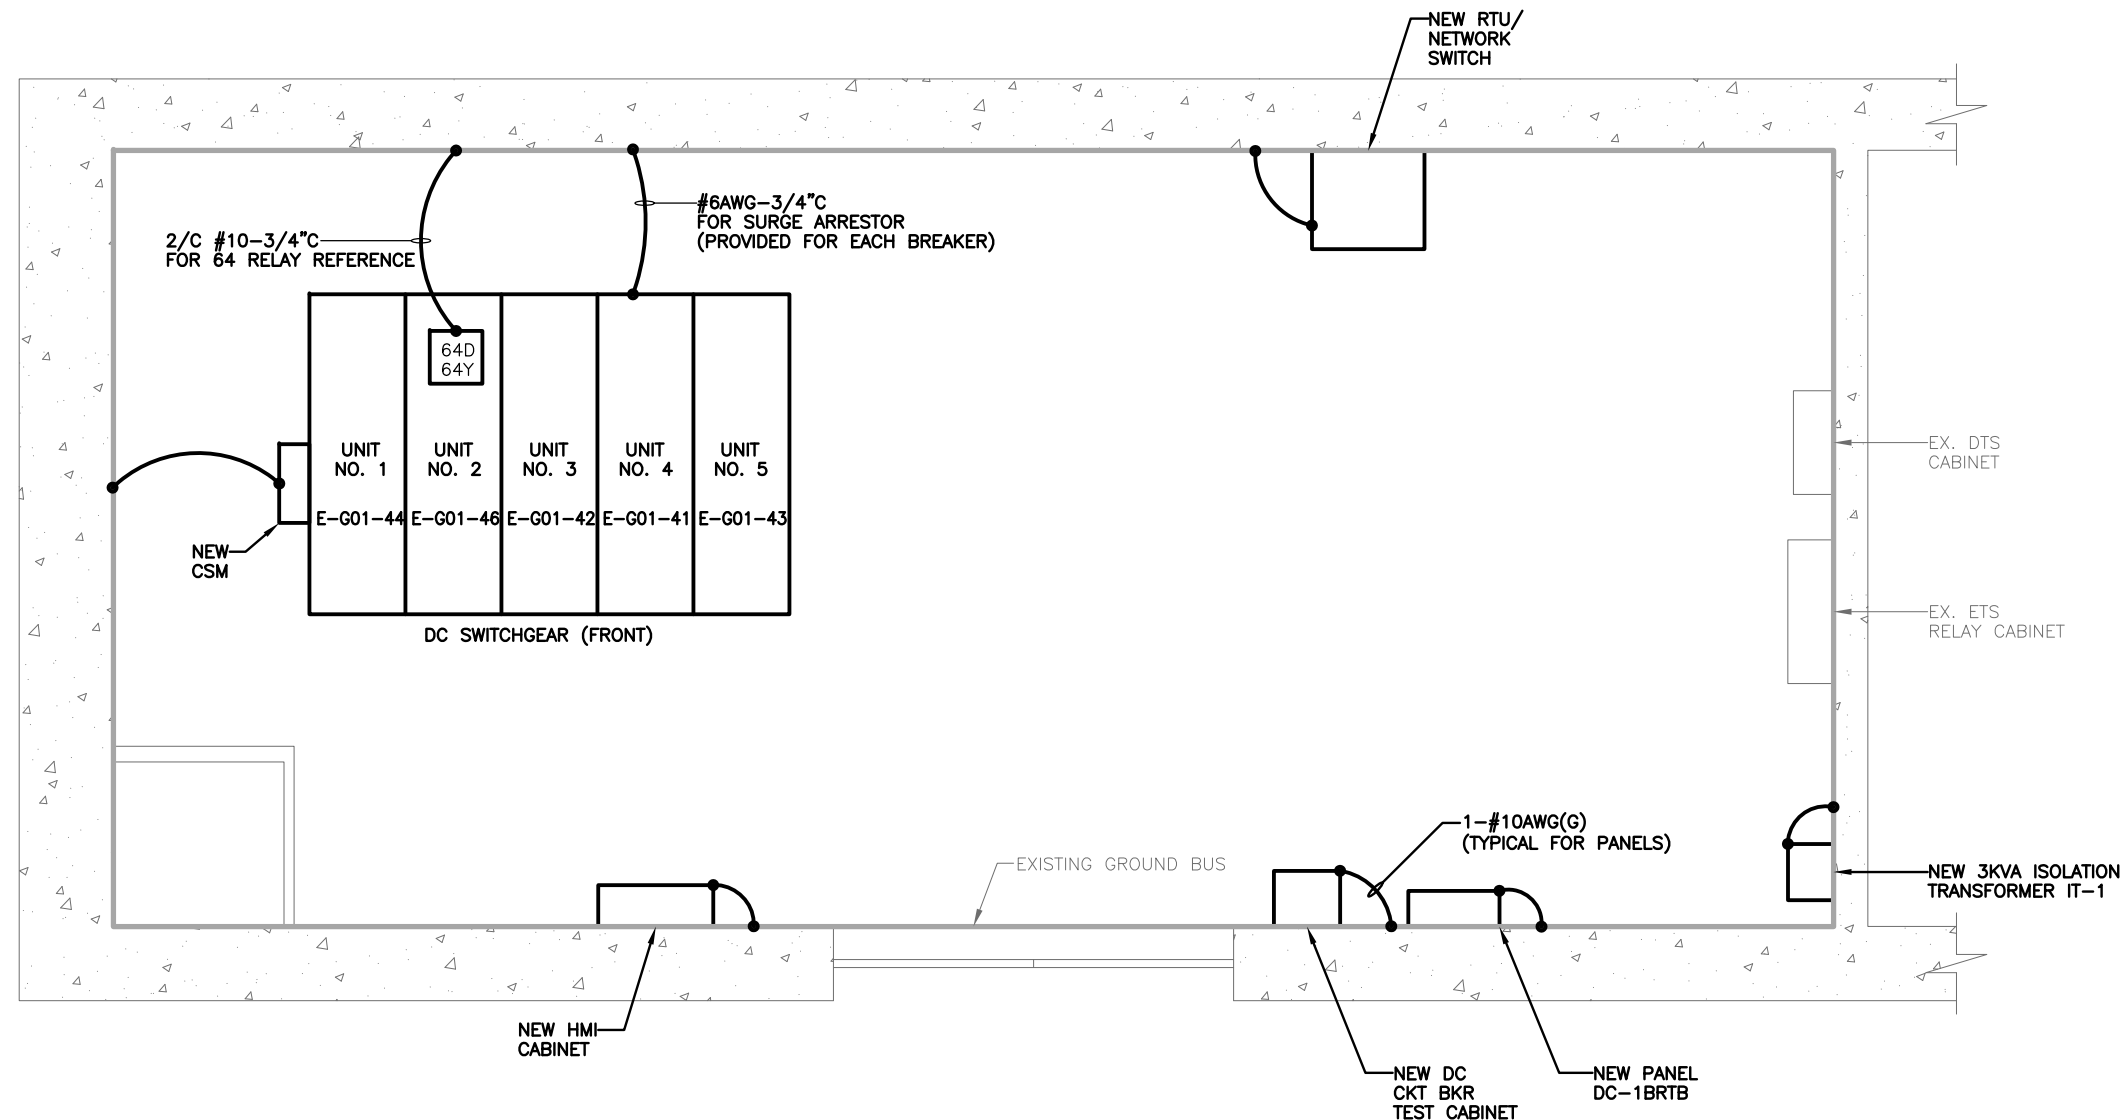 NEW RTU/
NETWORK
SWITCH
#6AWG-3/4"C
FOR SURGE ARRESTOR
(PROVIDED FOR EACH BREAKER)
2/C #10-3/4"C
FOR 64 RELAY REFERENCE
64D
64Y
UNIT
NO. 1
E-G01-44
UNIT
NO. 2
E-G01-46
UNIT
NO. 3
E-G01-42
UNIT
NO. 4
E-G01-41
UNIT
NO. 5
E-G01-43
NEW
CSM
DC SWITCHGEAR (FRONT)
EX. DTS
CABINET
EX. ETS
RELAY CABINET
1-#10AWG(G)
(TYPICAL FOR PANELS)
EXISTING GROUND BUS
NEW 3KVA ISOLATION
TRANSFORMER IT-1
NEW HMI
CABINET
NEW DC
CKT BKR
TEST CABINET
NEW PANEL
DC-1BRTB